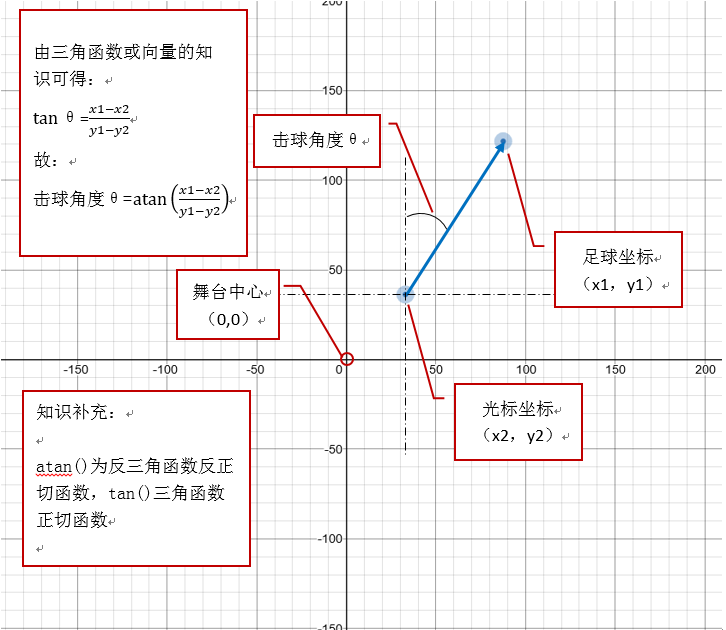 由三角函数或向量的知
识可得：
tan θ=\frac{x1-x2}{y1-y2}
故：
击球角度θ=atan(\frac{x1-x2}{y1-y2})
击球角度θ
足球坐标
（x1，y1）
舞台中心
（0,0）
光标坐标
（x2，y2）
知识补充：
atan()为反三角函数反正
切函数，tan()三角函数
正切函数
200
150
100
50
-150
-100
-50
0
50
100
150
200
-50
-100
-150